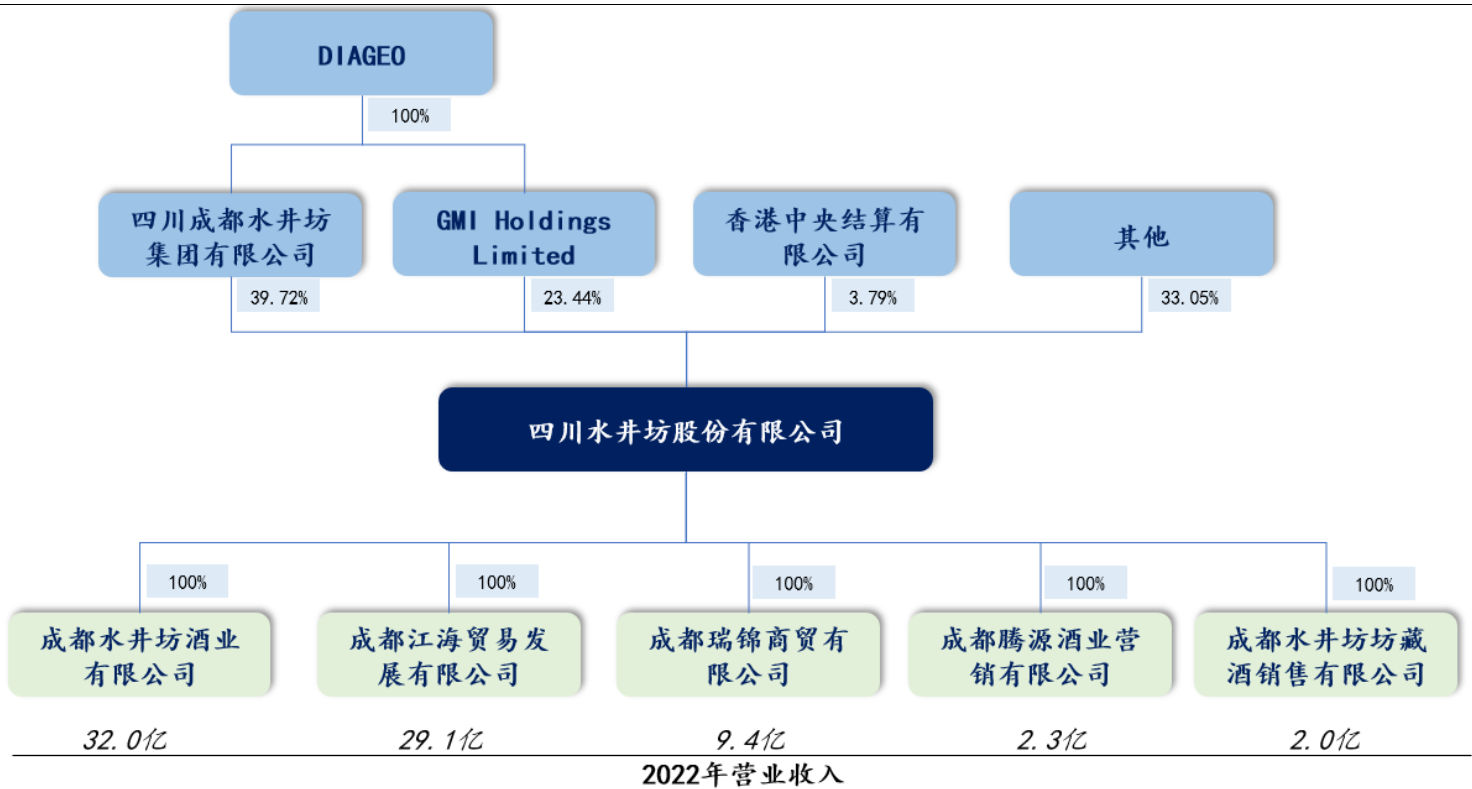 DIAGEO
100%
四川成都水井坊
集团有限公司
GMI Holdings
Limited
香港中央结算有
限公司
其他
39.72%
23.44%
3.79%
33.05%
四川水井坊股份有限公司
100%
100%
100%
100%
100%
成都水井坊酒业
有限公司
成都江海贸易发
展有限公司
成都瑞锦商贸有
限公司
成都腾源酒业营
销有限公司
成都水井坊坊藏
酒销售有限公司
32.0亿
29.1亿
9.4亿
2.3亿
2.0亿
2022年营业收入